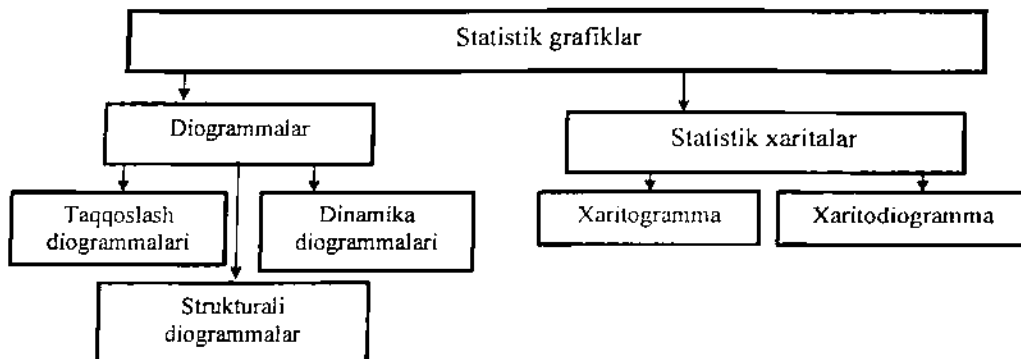 Statistik grafiklar
Diogrammalar
Statistik xaritalar
Taqqoslash
diogrammalari
Dinamika
diogrammalari
Xaritogramma
Xaritodiogramma
Strukturali
diogrammalar